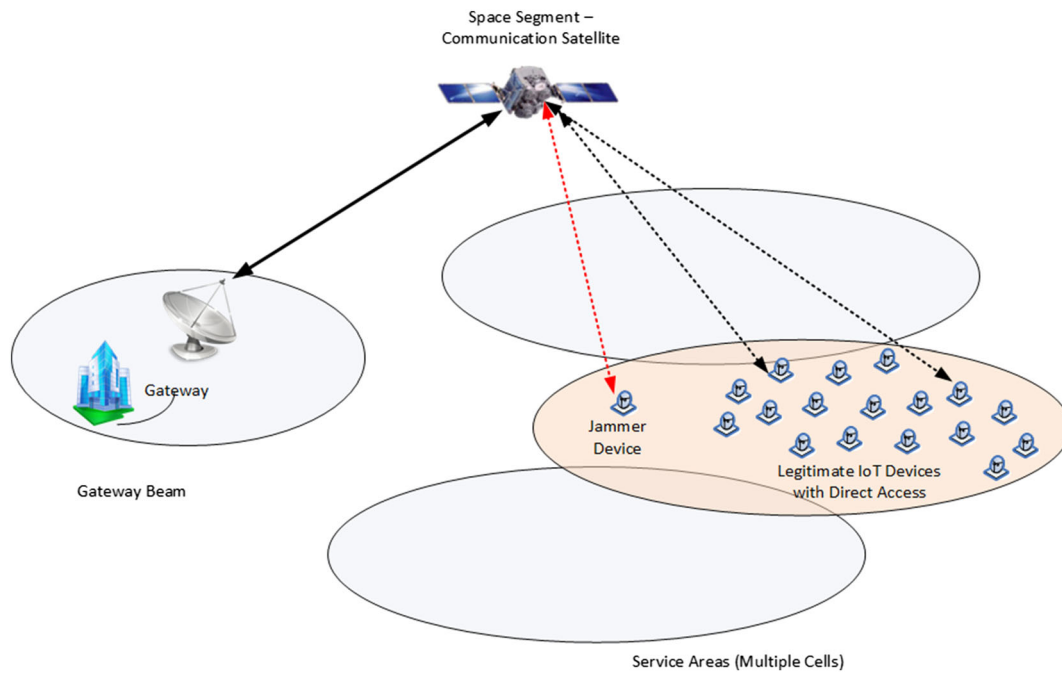 Space Segment –
Communication Satellite
Gateway
Jammer
Device
Legitimate IoT Devices
with Direct Access
Gateway Beam
Service Areas (Multiple Cells)